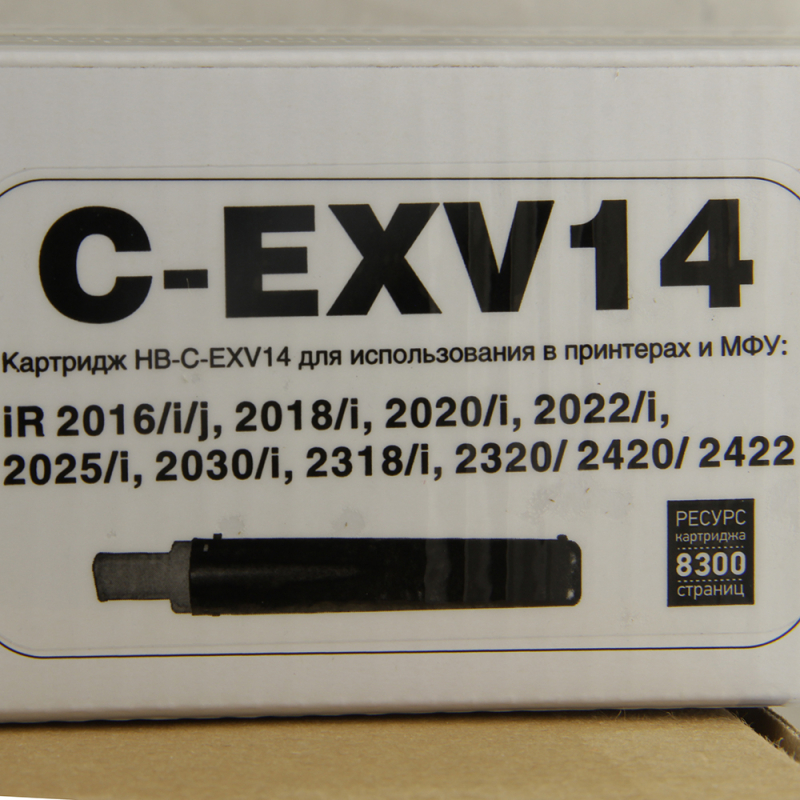 C-EXV14
Картридж HB-C-EXV14 для использования в принтерах и МФУ:
iR 2016/i/j, 2018/i, 2020/i, 2022/i,
2025/i, 2030/i, 2318/i, 2320/ 2420/ 2422
РЕСУРС
картриджа
8300
страниц